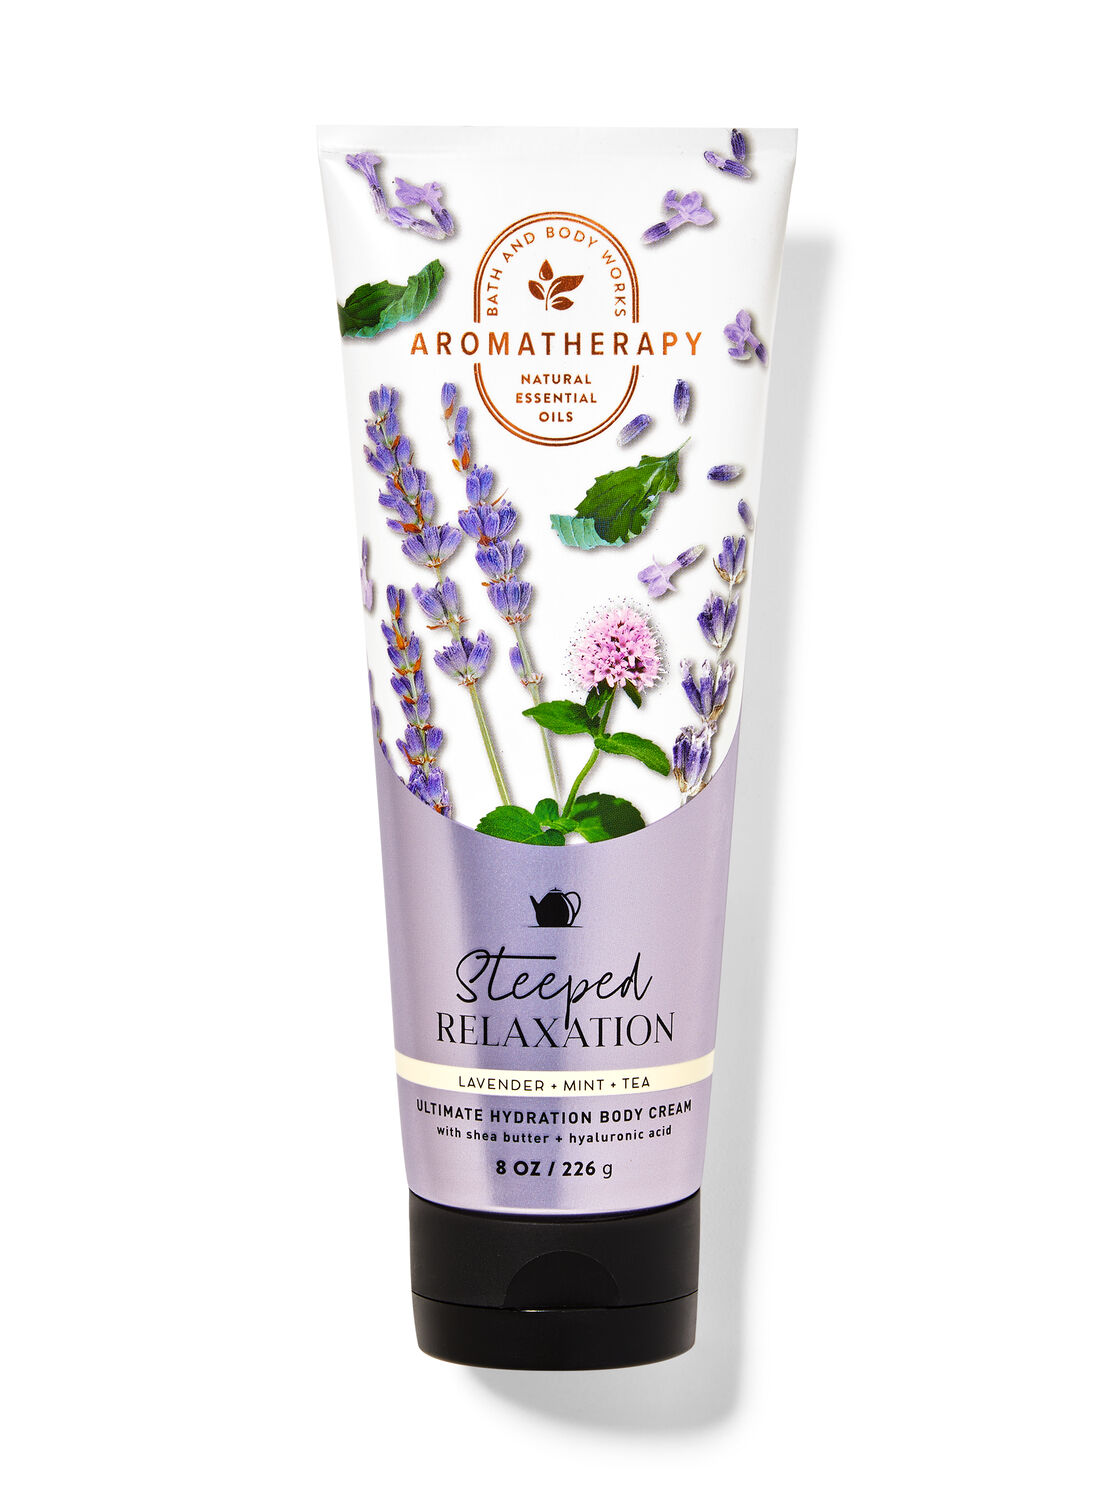 BATH AND BODY WORKS
AROMATHERAPY
NATURAL
ESSENTIAL
OILS
Steeped
RELAXATION
LAVENDER + MINT + TEA
ULTIMATE HYDRATION BODY CREAM
with shea butter + hyaluronic acid
8 OZ / 226 g